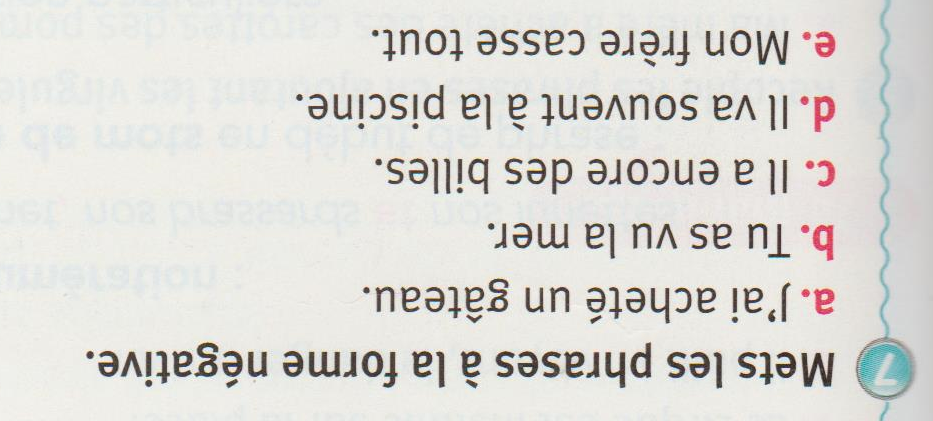 7 Mets les phrases à la forme négative.
a. J'ai acheté un gâteau.
b. Tu as vu la mer.
c. Il a encore des billes.
d. Il va souvent à la piscine.
e. Mon frère casse tout.